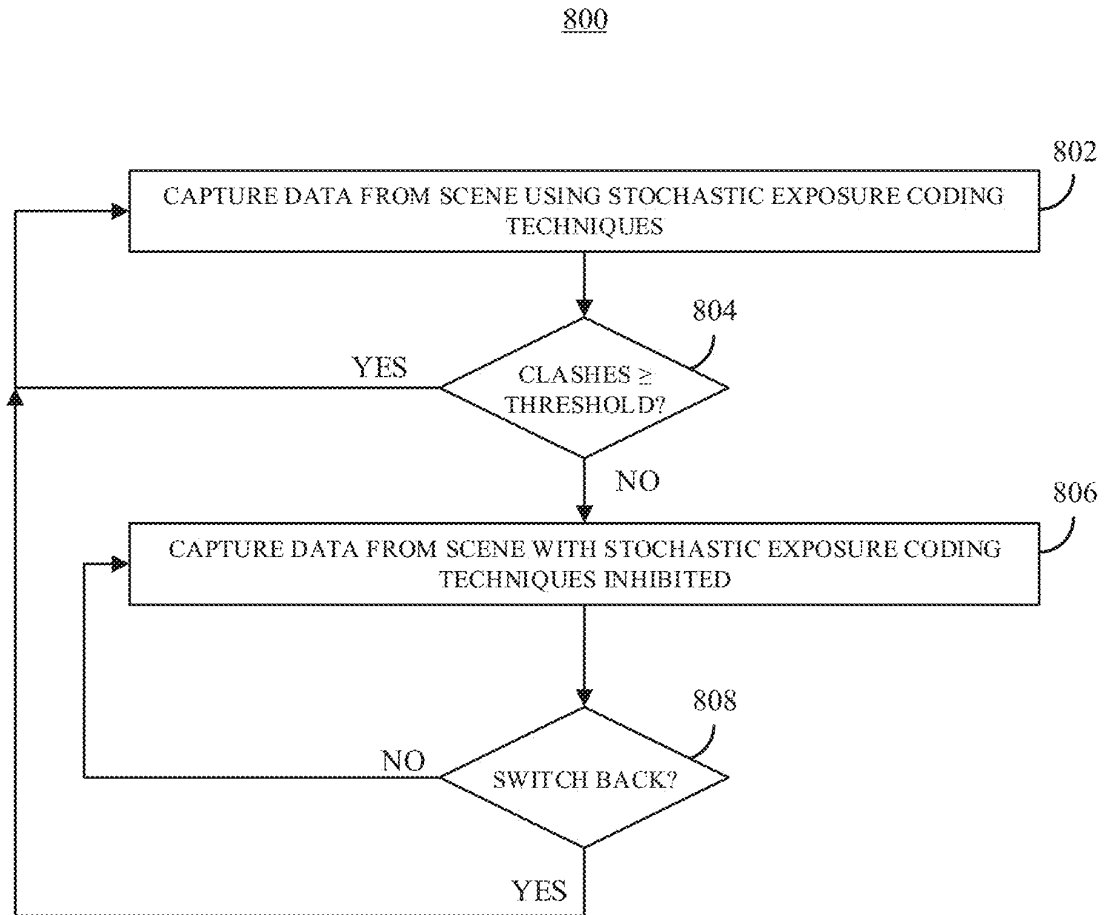 800
802
CAPTURE DATA FROM SCENE USING STOCHASTIC EXPOSURE CODING
TECHNIQUES
804
YES
CLASHES ≥
THRESHOLD?
NO
806
CAPTURE DATA FROM SCENE WITH STOCHASTIC EXPOSURE CODING
TECHNIQUES INHIBITED
808
NO
SWITCH BACK?
YES